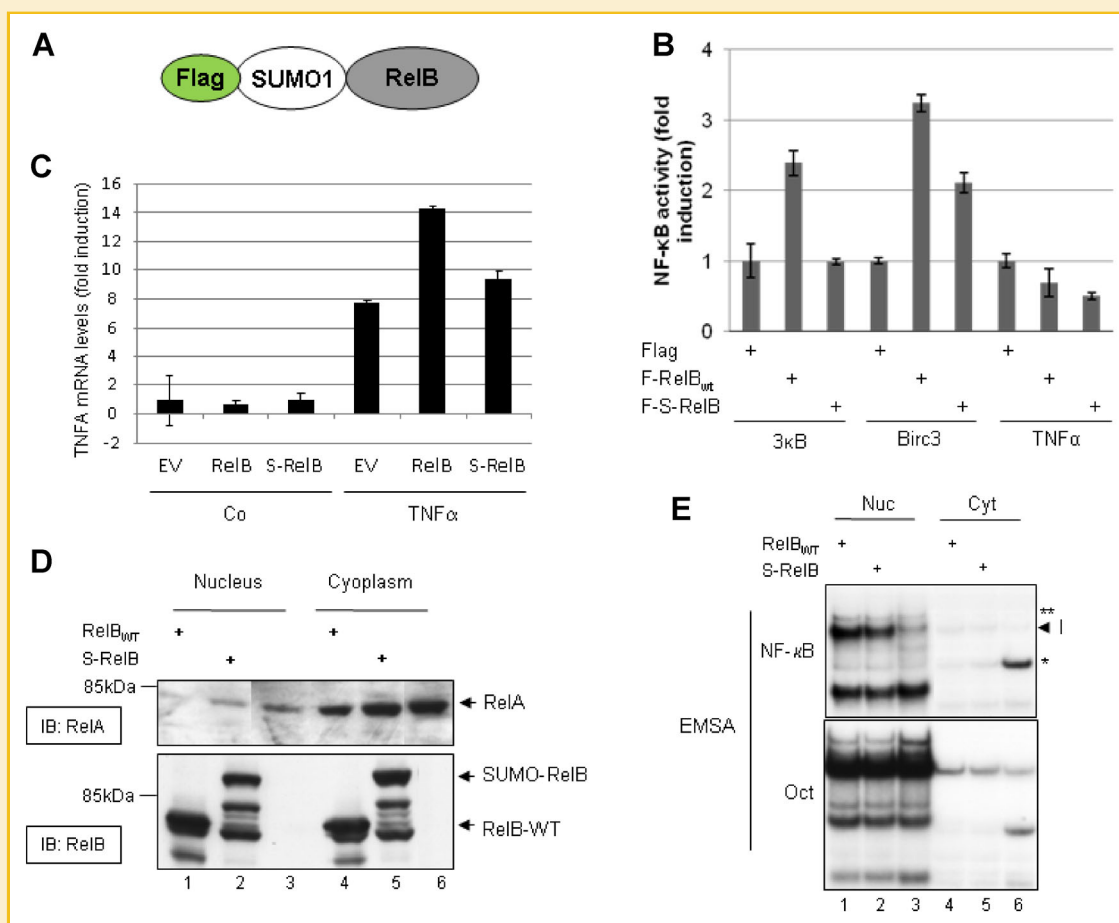 A
Flag SUMO1 RelB
B
NF-κB activity (fold
induction)
4
3
2
1
0
Flag + + +
F-RelBwt + + +
F-S-RelB + + +
3κB Birc3 TNFα
C
TNFA mRNA levels (fold induction)
16
14
12
10
8
6
4
2
0
-2
EV RelB S-RelB EV RelB S-RelB
Co TNFα
D
Nucleus Cyoplasm
RelBWT + +
S-RelB + +
85kDa
RelA
IB: RelA
SUMO-RelB
85kDa
RelB-WT
IB: RelB
1 2 3 4 5 6
E
Nuc Cyt
RelBWT + +
S-RelB + +
**
I
NF-κB
*
EMSA
Oct
1 2 3 4 5 6